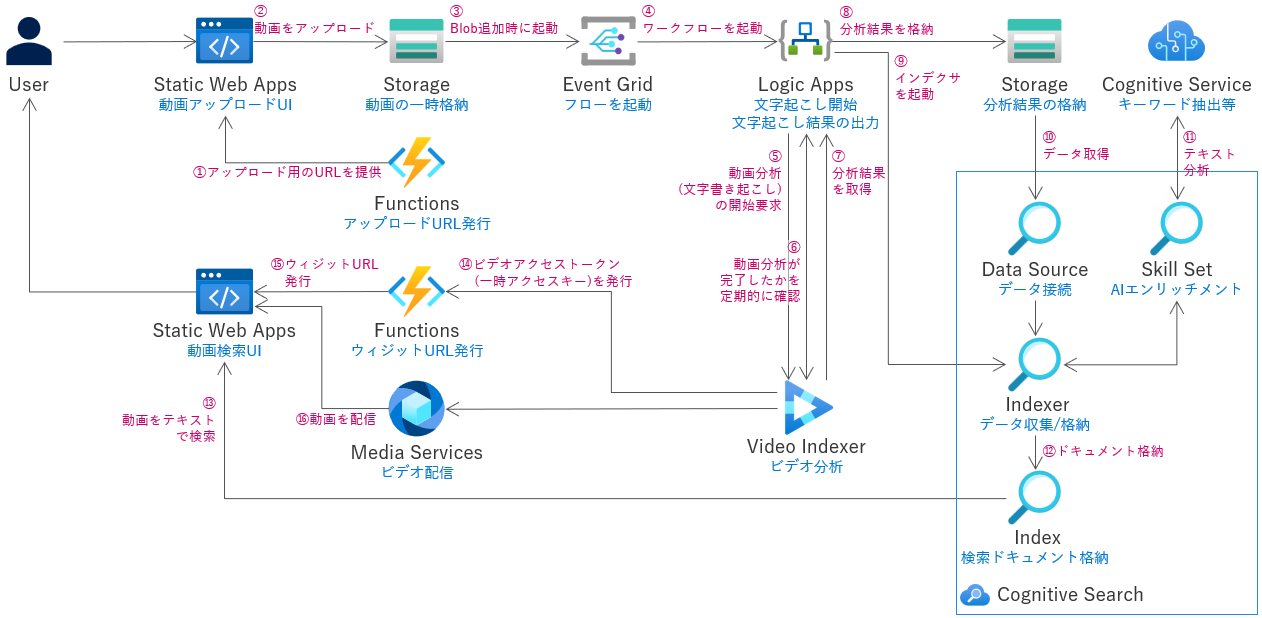 ②
動画をアップロード
③
Blob追加時に起動
④
ワークフローを起動
⑧
分析結果を格納
⑨
インデクサ
を起動
User
Static Web Apps
動画アップロードUI
Storage
動画の一時格納
Event Grid
フローを起動
Logic Apps
文字起こし開始
文字起こし結果の出力
Storage
分析結果の格納
Cognitive Service
キーワード抽出等
①アップロード用のURLを提供
Functions
アップロードURL発行
⑤
動画分析
(文字書き起こし)
の開始要求
⑦
分析結果
を取得
⑩
データ取得
⑪
テキスト
分析
⑥
動画分析が
完了したかを
定期的に確認
Data Source
データ接続
Skill Set
AIエンリッチメント
⑮ウィジットURL
発行
⑭ビデオアクセストークン
(一時アクセスキー)を発行
Static Web Apps
動画検索UI
Functions
ウィジットURL発行
⑬
動画をテキスト
で検索
⑯動画を配信
Media Services
ビデオ配信
Video Indexer
ビデオ分析
Indexer
データ収集/格納
⑫ドキュメント格納
Index
検索ドキュメント格納
Cognitive Search